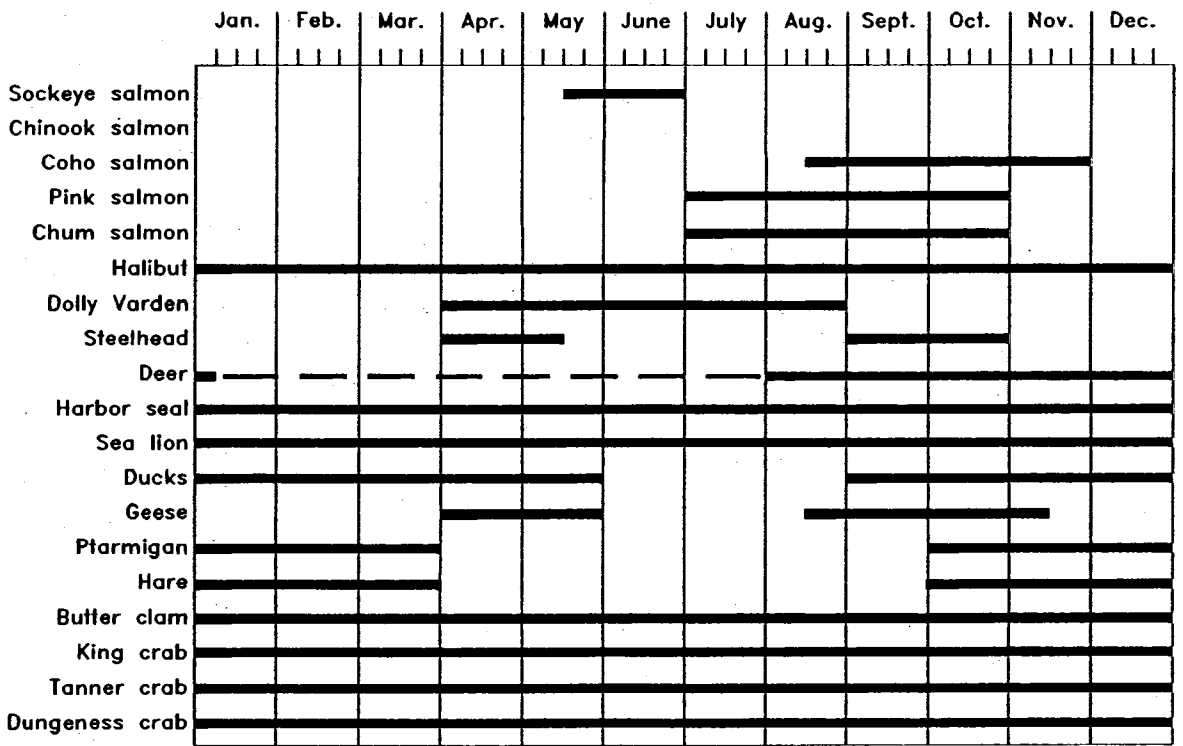 Jan. Feb. Mar. Apr. May June July Aug. Sept. Oct. Nov. Dec.
Sockeye salmon
Chinook salmon
Coho salmon
Pink salmon
Chum salmon
Halibut
Dolly Varden
Steelhead
Deer
Harbor seal
Sea lion
Ducks
Geese
Ptarmigan
Hare
Butter clam
King crab
Tanner crab
Dungeness crab